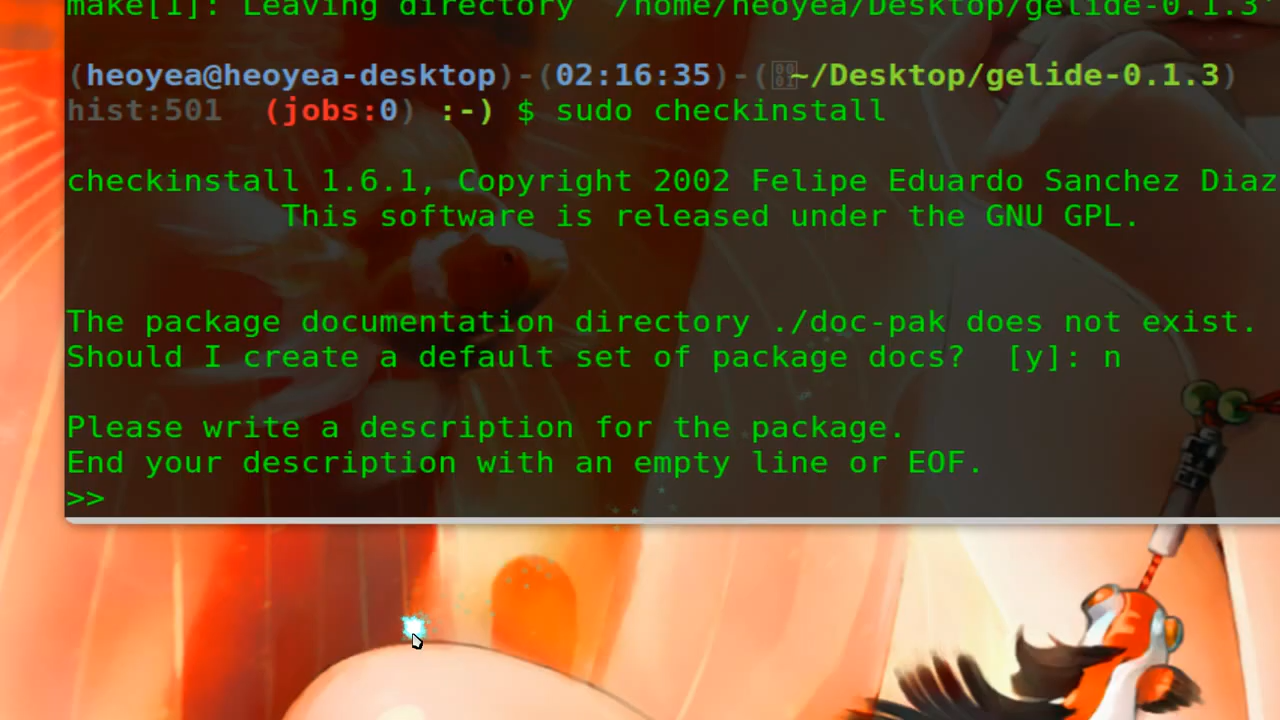 make[1]: Leaving directory `/home/heoyea/Desktop/gelide-0.1.3'
(heoyea@heoyea-desktop)-(02:16:35)-(~/Desktop/gelide-0.1.3)
hist:501 (jobs:0) :-) $ sudo checkinstall
checkinstall 1.6.1, Copyright 2002 Felipe Eduardo Sanchez Diaz
This software is released under the GNU GPL.
The package documentation directory ./doc-pak does not exist.
Should I create a default set of package docs?  [y]: n
Please write a description for the package.
End your description with an empty line or EOF.
>>